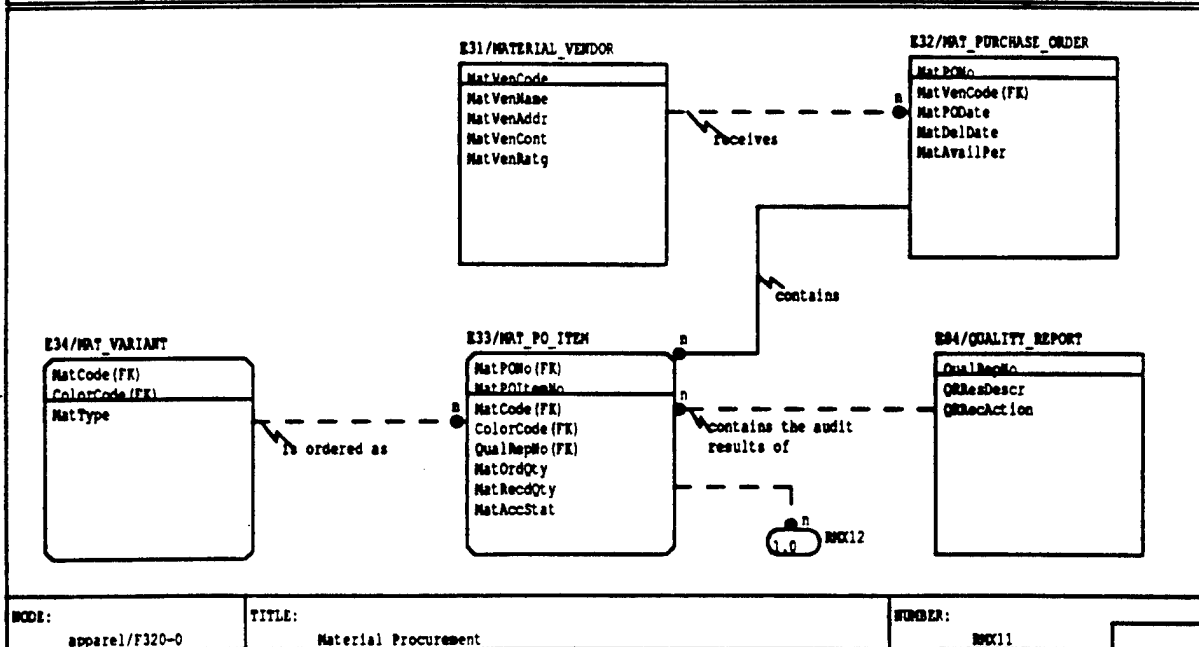 E31/MATERIAL_VENDOR
MatVenCode
MatVenName
MatVenAddr
MatVenCont
MatVenRatg
E32/MAT_PURCHASE_ORDER
MatPONo
MatVenCode(FK)
MatPODate
MatDelDate
MatAvailPer
n
receives
contains
E34/MAT_VARIANT
MatCode(FK)
ColorCode(FK)
MatType
n
is ordered as
E33/MAT_PO_ITEM
MatPONo(FK)
MatPOItemNo
MatCode(FK)
ColorCode(FK)
QualRepNo(FK)
MatOrdQty
MatRecdQty
MatAccStat
n
n
contains the audit
results of
n
1.0
RMX12
E84/QUALITY_REPORT
QualRepNo
QRResDescr
QRRecAction
NODE:
apparel/F320-0
TITLE:
Material Procurement
NUMBER:
RMX11